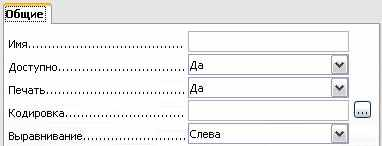 Общие
Имя
Доступно Да
Печать Да
Кодировка ...
Выравнивание Слева